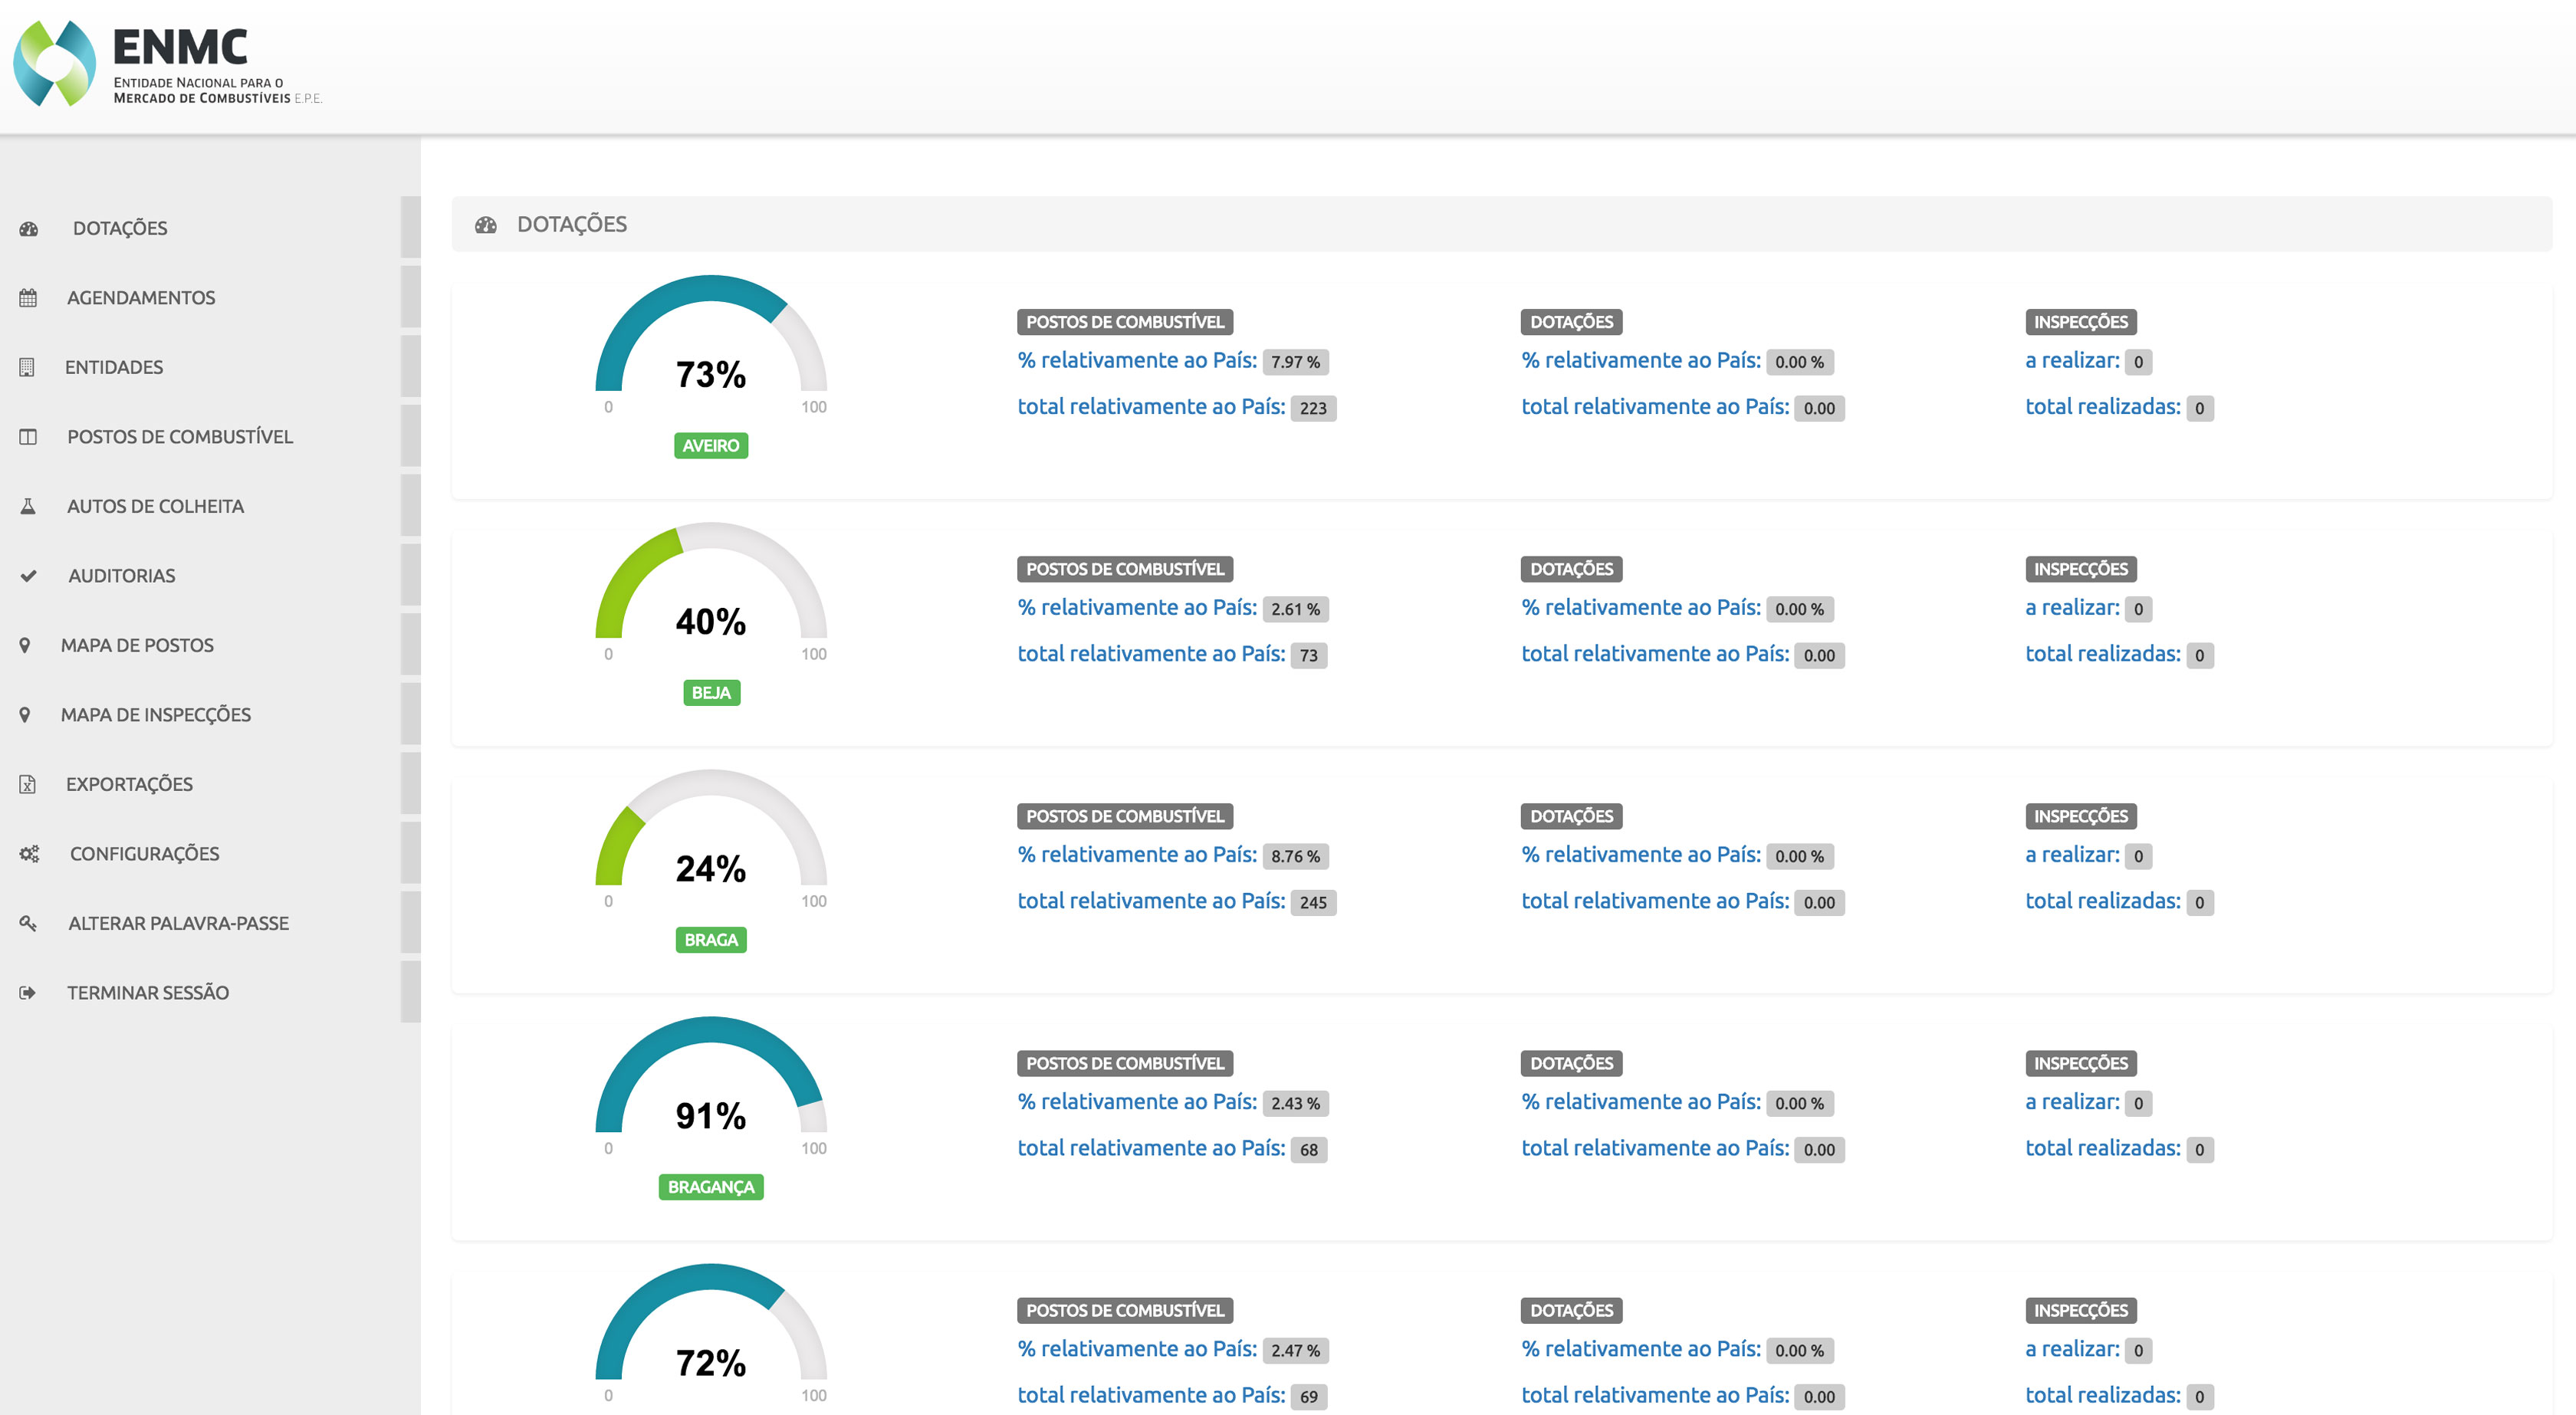 ENMC
ENTIDADE NACIONAL PARA O
MERCADO DE COMBUSTÍVEIS E.P.E.
DOTAÇÕES
AGENDAMENTOS
ENTIDADES
POSTOS DE COMBUSTÍVEL
AUTOS DE COLHEITA
AUDITORIAS
MAPA DE POSTOS
MAPA DE INSPECÇÕES
EXPORTAÇÕES
CONFIGURAÇÕES
ALTERAR PALAVRA-PASSE
TERMINAR SESSÃO
DOTAÇÕES
73%
0 100
AVEIRO
POSTOS DE COMBUSTÍVEL
% relativamente ao País: 7.97 %
total relativamente ao País: 223
DOTAÇÕES
% relativamente ao País: 0.00 %
total relativamente ao País: 0.00
INSPECÇÕES
a realizar: 0
total realizadas: 0
40%
0 100
BEJA
POSTOS DE COMBUSTÍVEL
% relativamente ao País: 2.61 %
total relativamente ao País: 73
DOTAÇÕES
% relativamente ao País: 0.00 %
total relativamente ao País: 0.00
INSPECÇÕES
a realizar: 0
total realizadas: 0
24%
0 100
BRAGA
POSTOS DE COMBUSTÍVEL
% relativamente ao País: 8.76 %
total relativamente ao País: 245
DOTAÇÕES
% relativamente ao País: 0.00 %
total relativamente ao País: 0.00
INSPECÇÕES
a realizar: 0
total realizadas: 0
91%
0 100
BRAGANÇA
POSTOS DE COMBUSTÍVEL
% relativamente ao País: 2.43 %
total relativamente ao País: 68
DOTAÇÕES
% relativamente ao País: 0.00 %
total relativamente ao País: 0.00
INSPECÇÕES
a realizar: 0
total realizadas: 0
72%
0 100
POSTOS DE COMBUSTÍVEL
% relativamente ao País: 2.47 %
total relativamente ao País: 69
DOTAÇÕES
% relativamente ao País: 0.00 %
total relativamente ao País: 0.00
INSPECÇÕES
a realizar: 0
total realizadas: 0